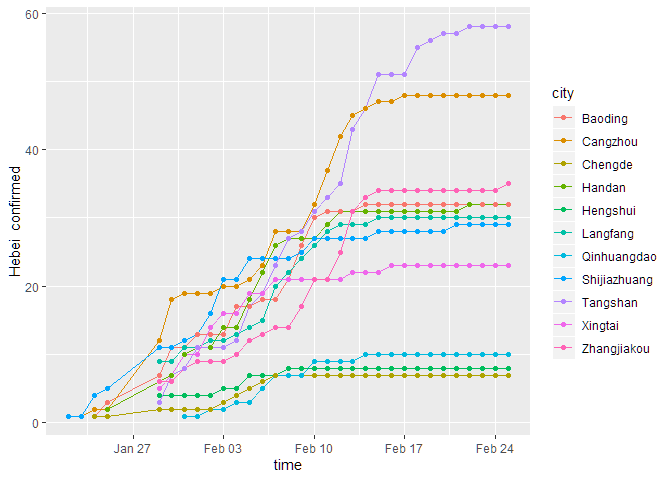 60
40
20
0
Hebei confirmed
Jan 27
Feb 03
Feb 10
Feb 17
Feb 24
time
city
Baoding
Cangzhou
Chengde
Handan
Hengshui
Langfang
Qinhuangdao
Shijiazhuang
Tangshan
Xingtai
Zhangjiakou